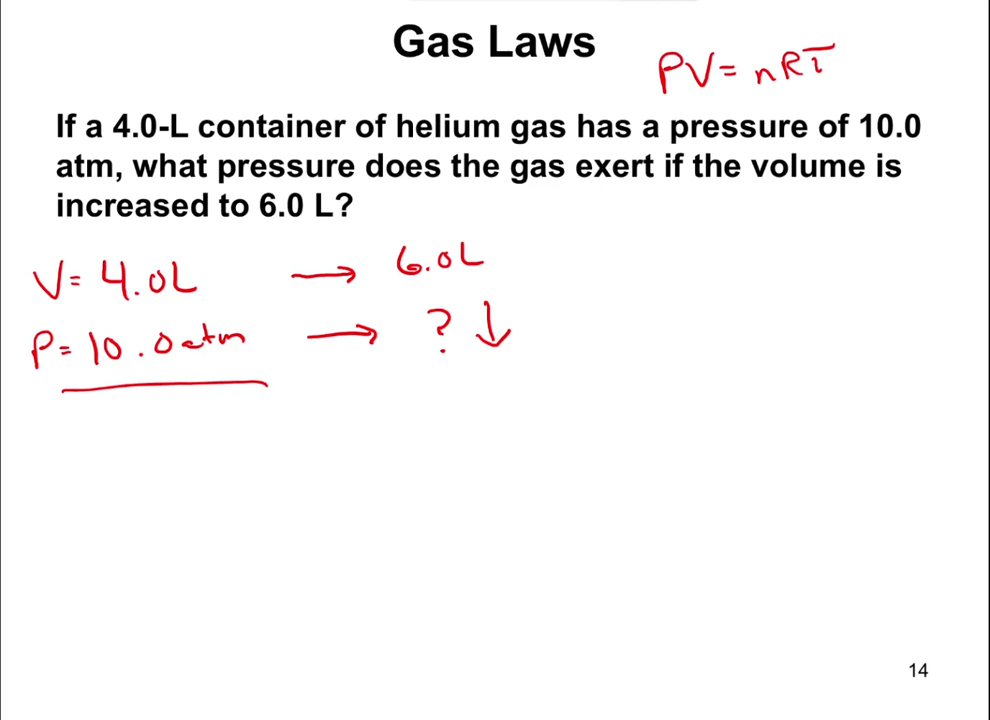 Gas Laws
PV = nRT
If a 4.0-L container of helium gas has a pressure of 10.0
atm, what pressure does the gas exert if the volume is
increased to 6.0 L?
V = 4.0L → 6.0L
P = 10.0 atm → ? ↓
14